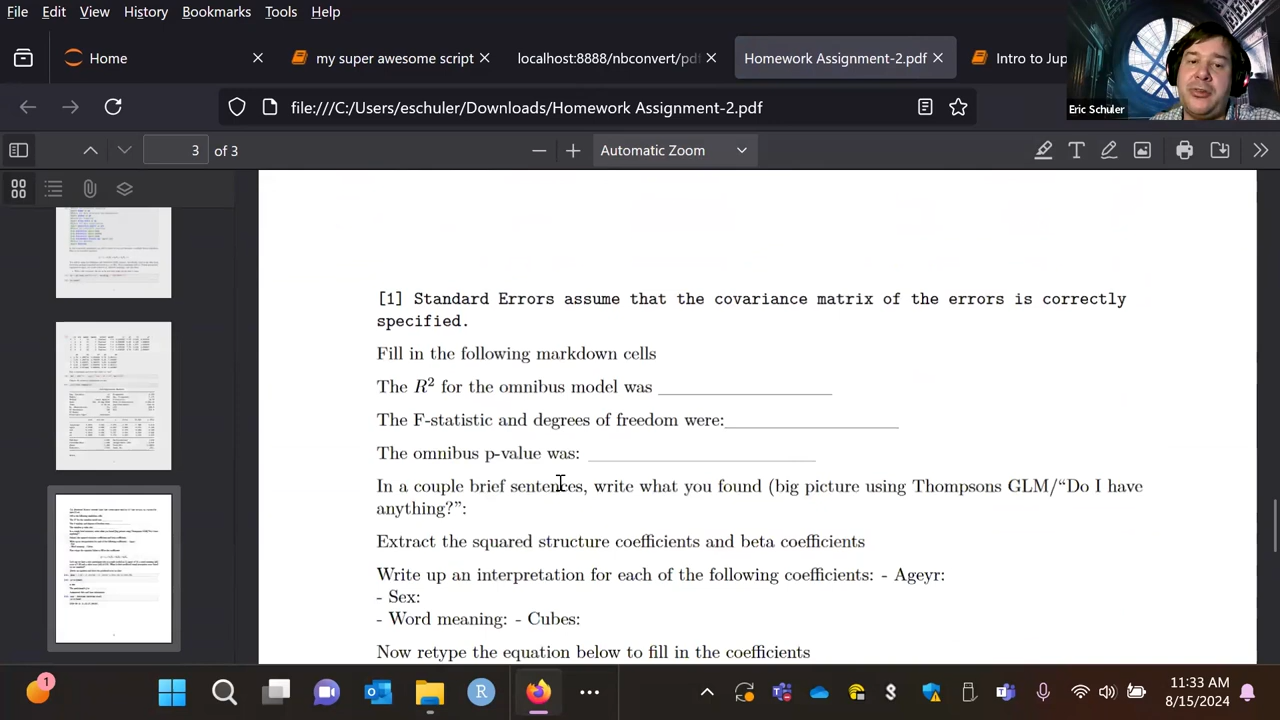 File Edit View History Bookmarks Tools Help
Home
my super awesome script
localhost:8888/nbconvert/pdf
Homework Assignment-2.pdf
Intro to Jup
Eric Schuler
file:///C:/Users/eschuler/Downloads/Homework Assignment-2.pdf
3 of 3
Automatic Zoom
[1] Standard Errors assume that the covariance matrix of the errors is correctly
specified.
Fill in the following markdown cells
The R² for the omnibus model was
The F-statistic and degrees of freedom were:
The omnibus p-value was:
In a couple brief sentences, write what you found (big picture using Thompsons GLM/“Do I have
anything?”:
Extract the squared structure coefficients and beta coefficients
Write up an interpretation for each of the following coefficients: - Ageyr:
- Sex:
- Word meaning: - Cubes:
Now retype the equation below to fill in the coefficients
1
R
S
11:33 AM
8/15/2024